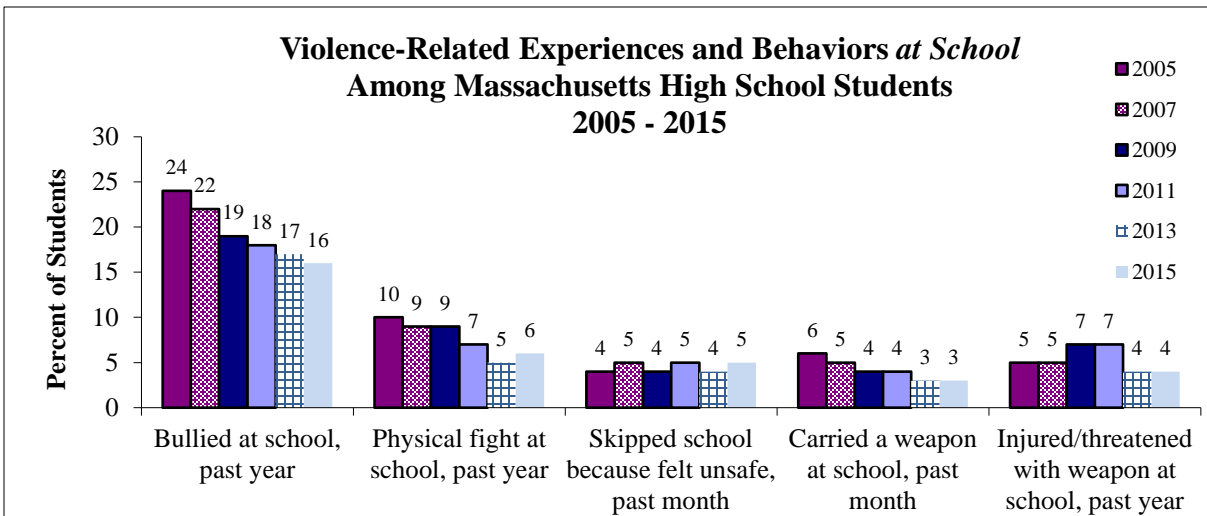 Violence-Related Experiences and Behaviors at School
Among Massachusetts High School Students
2005 - 2015
2005
2007
2009
2011
2013
2015
Percent of Students
30
25
20
15
10
5
0
24 22 19 18 17 16
10 9 9 7 5 6
4 5 4 5 4 5
6 5 4 4 3 3
5 5 7 7 4 4
Bullied at school,
past year
Physical fight at
school, past year
Skipped school
because felt unsafe,
past month
Carried a weapon
at school, past
month
Injured/threatened
with weapon at
school, past year